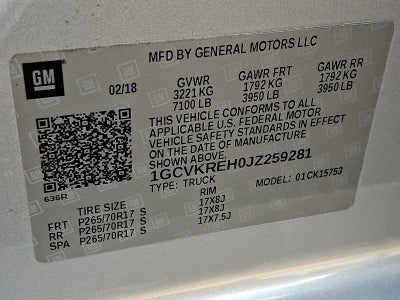 MFD BY GENERAL MOTORS LLC
GM
02/18 GVWR GAWR FRT GAWR RR
3221 KG 1792 KG 1792 KG
7100 LB 3950 LB 3950 LB
THIS VEHICLE CONFORMS TO ALL
APPLICABLE U.S. FEDERAL MOTOR
VEHICLE SAFETY STANDARDS IN EFFECT
ON THE DATE OF MANUFACTURE
SHOWN ABOVE.
1GCVKREH0JZ259281
TYPE: TRUCK MODEL: 01CK15753
636R
TIRE SIZE RIM
FRT P265/70R17 S 17X8J
RR P265/70R17 S 17X8J
SPA P265/70R17 S 17X7.5J